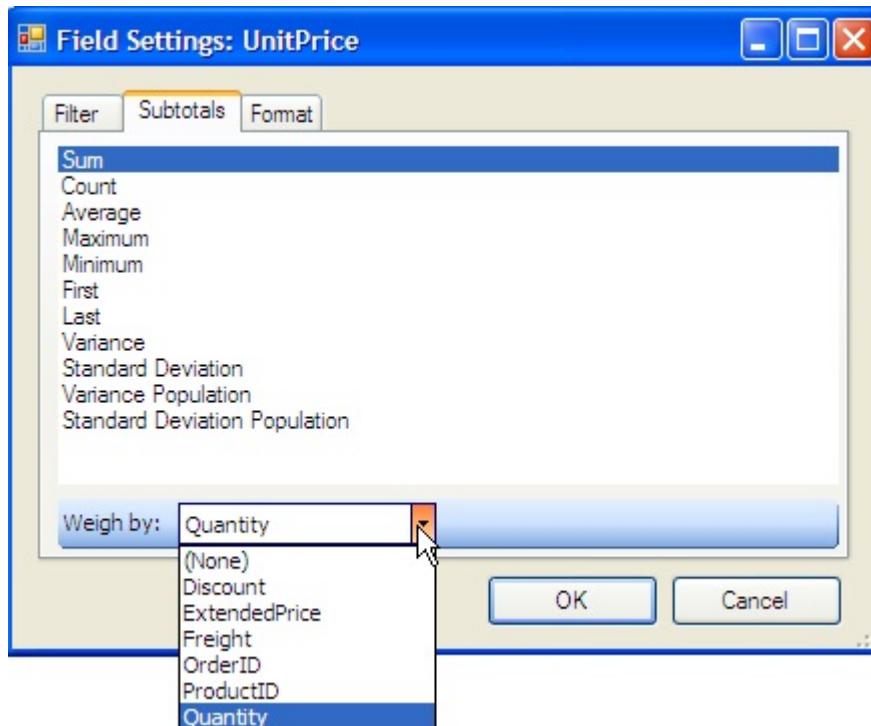 Field Settings: UnitPrice
Filter Subtotals Format
Sum
Count
Average
Maximum
Minimum
First
Last
Variance
Standard Deviation
Variance Population
Standard Deviation Population
Weigh by: Quantity
(None)
Discount
ExtendedPrice
Freight
OrderID
ProductID
Quantity
OK Cancel